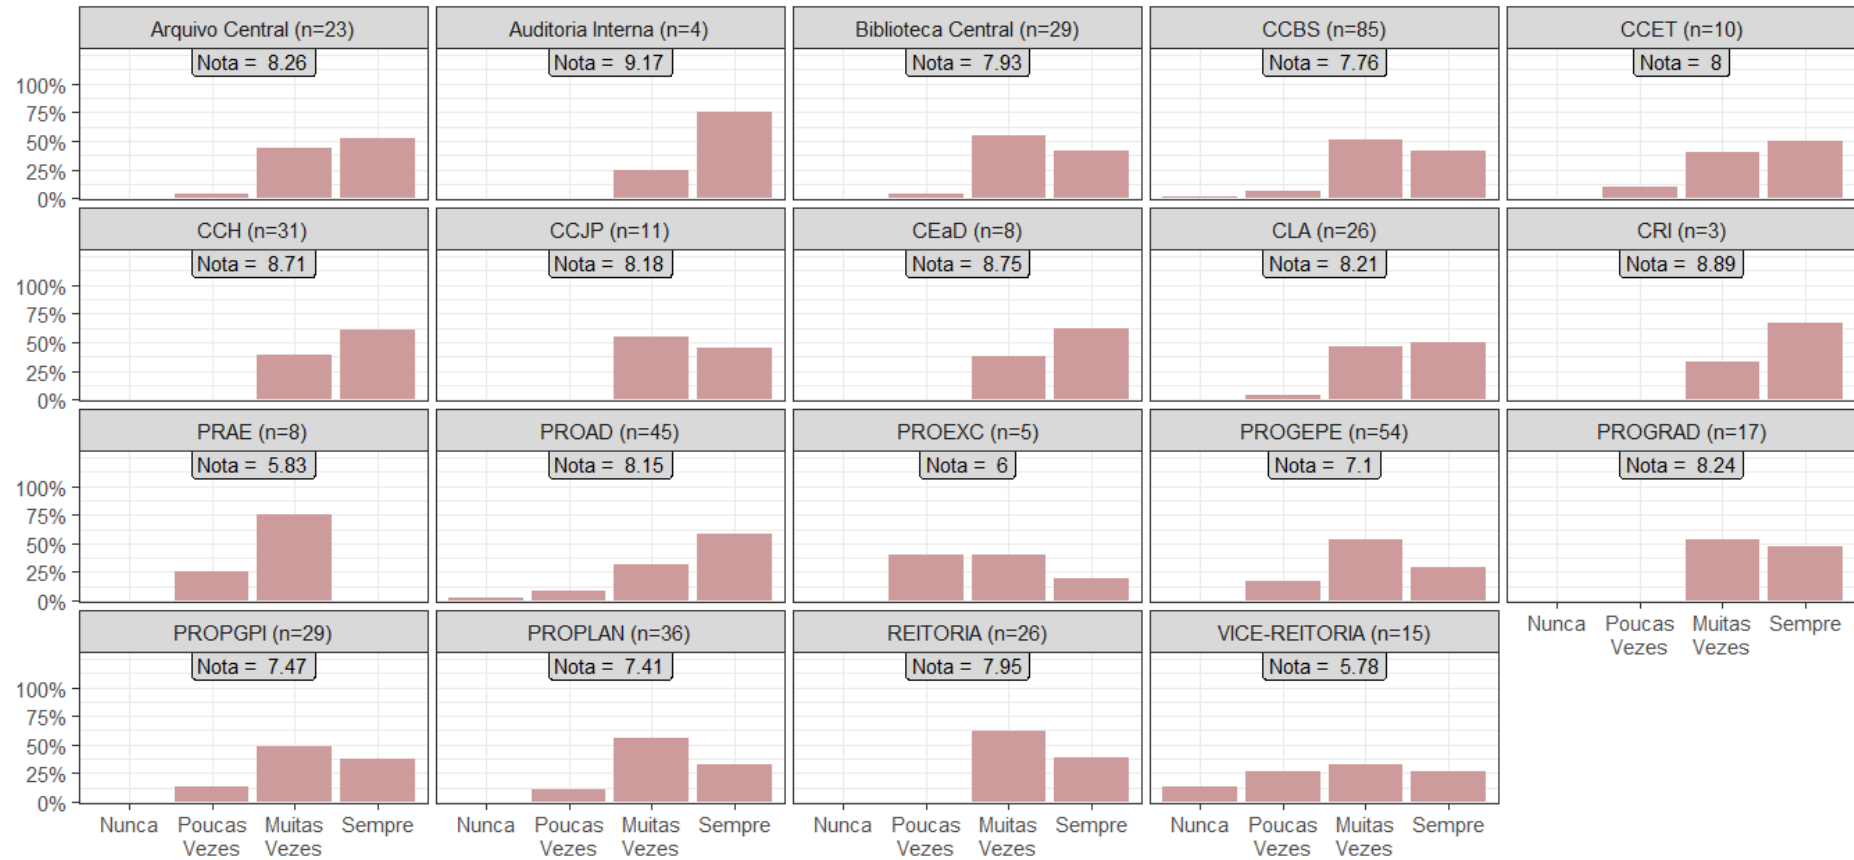 Arquivo Central (n=23)
Auditoria Interna (n=4)
Biblioteca Central (n=29)
CCBS (n=85)
CCET (n=10)
Nota = 8.26
Nota = 9.17
Nota = 7.93
Nota = 7.76
Nota = 8
100%
75%
50%
25%
0%
CCH (n=31)
CCJP (n=11)
CEaD (n=8)
CLA (n=26)
CRI (n=3)
Nota = 8.71
Nota = 8.18
Nota = 8.75
Nota = 8.21
Nota = 8.89
100%
75%
50%
25%
0%
PRAE (n=8)
PROAD (n=45)
PROEXC (n=5)
PROGEPE (n=54)
PROGRAD (n=17)
Nota = 5.83
Nota = 8.15
Nota = 6
Nota = 7.1
Nota = 8.24
100%
75%
50%
25%
0%
Nunca
Poucas
Vezes
Muitas
Vezes
Sempre
PROPGPI (n=29)
PROPLAN (n=36)
REITORIA (n=26)
VICE-REITORIA (n=15)
Nota = 7.47
Nota = 7.41
Nota = 7.95
Nota = 5.78
100%
75%
50%
25%
0%
Nunca
Poucas
Vezes
Muitas
Vezes
Sempre
Nunca
Poucas
Vezes
Muitas
Vezes
Sempre
Nunca
Poucas
Vezes
Muitas
Vezes
Sempre
Nunca
Poucas
Vezes
Muitas
Vezes
Sempre